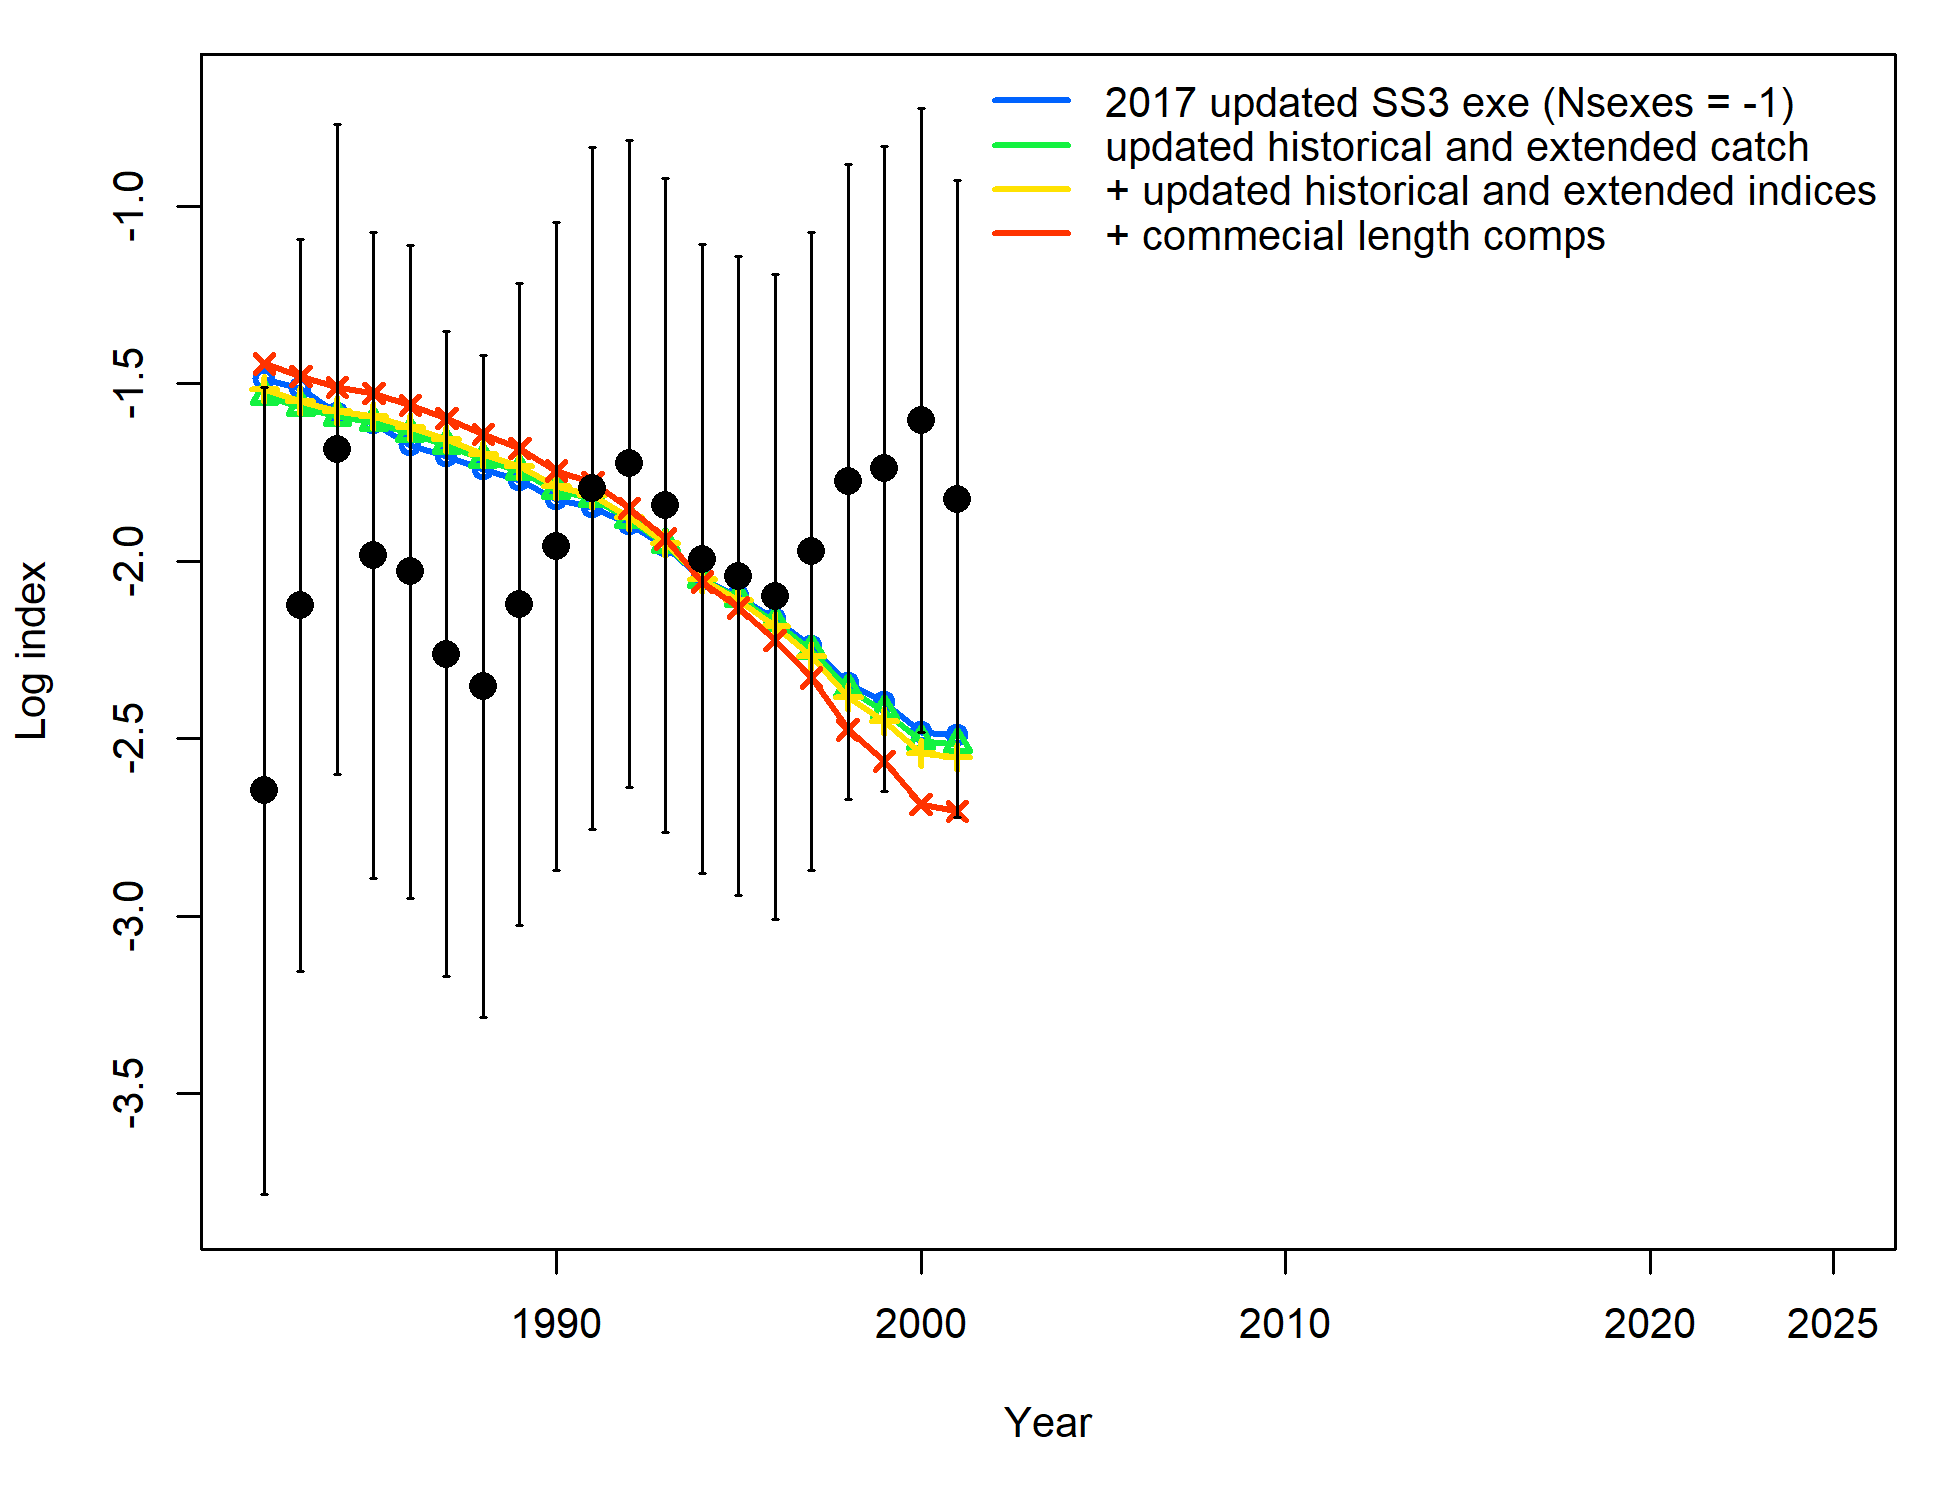 2017 updated SS3 exe (Nsexes = -1)
updated historical and extended catch
+ updated historical and extended indices
+ commecial length comps
Log index
-1.0
-1.5
-2.0
-2.5
-3.0
-3.5
1990 2000 2010 2020 2025
Year